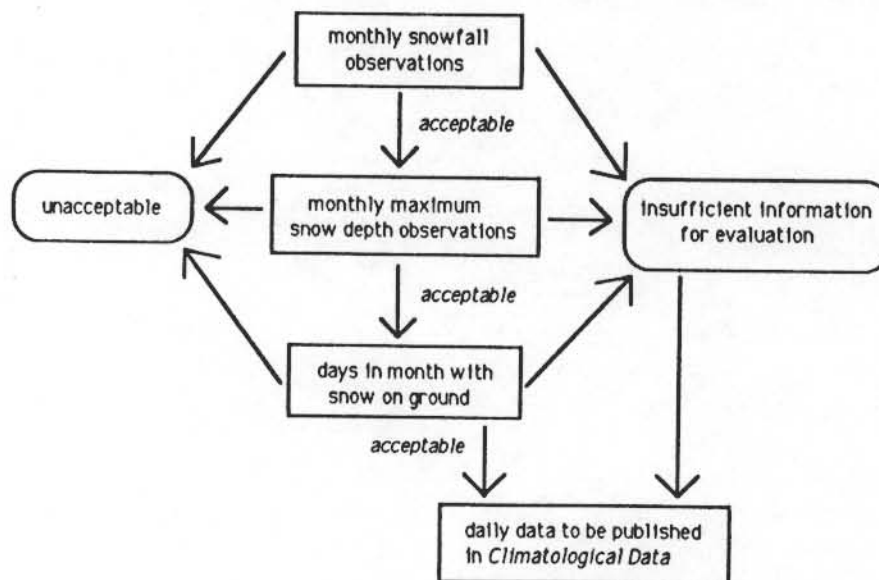 monthly snowfall
observations
acceptable
unacceptable
monthly maximum
snow depth observations
insufficient information
for evaluation
acceptable
days in month with
snow on ground
acceptable
daily data to be published
in Climatological Data